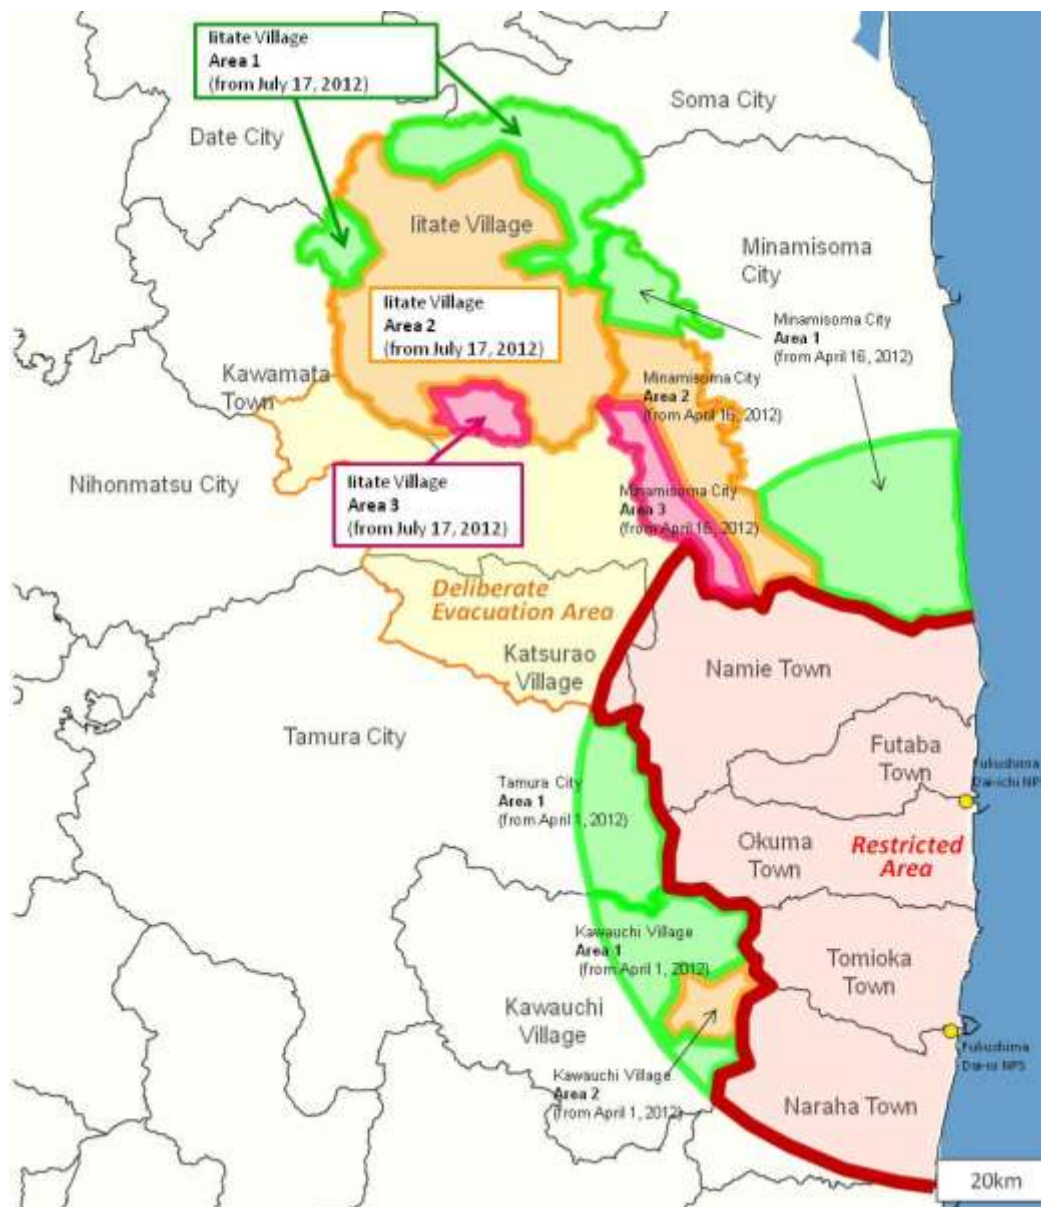 Iitate Village
Area 1
(from July 17, 2012)
Soma City
Date City
Iitate Village
Minamisoma
City
Iitate Village
Area 2
(from July 17, 2012)
Minamisoma City
Area 1
(from April 16, 2012)
Kawamata
Town
Minamisoma City
Area 2
(from April 16, 2012)
Nihonmatsu City
Iitate Village
Area 3
(from July 17, 2012)
Minamisoma City
Area 3
(from April 16, 2012)
Deliberate
Evacuation Area
Katsurao
Village
Namie Town
Tamura City
Futaba
Town
Fukushima
Dai-ichi NPS
Tamura City
Area 1
(from April 1, 2012)
Okuma
Town
Restricted
Area
Kawauchi Village
Area 1
(from April 1, 2012)
Tomioka
Town
Kawauchi
Village
Fukushima
Dai-ni NPS
Kawauchi Village
Area 2
(from April 1, 2012)
Naraha Town
20km